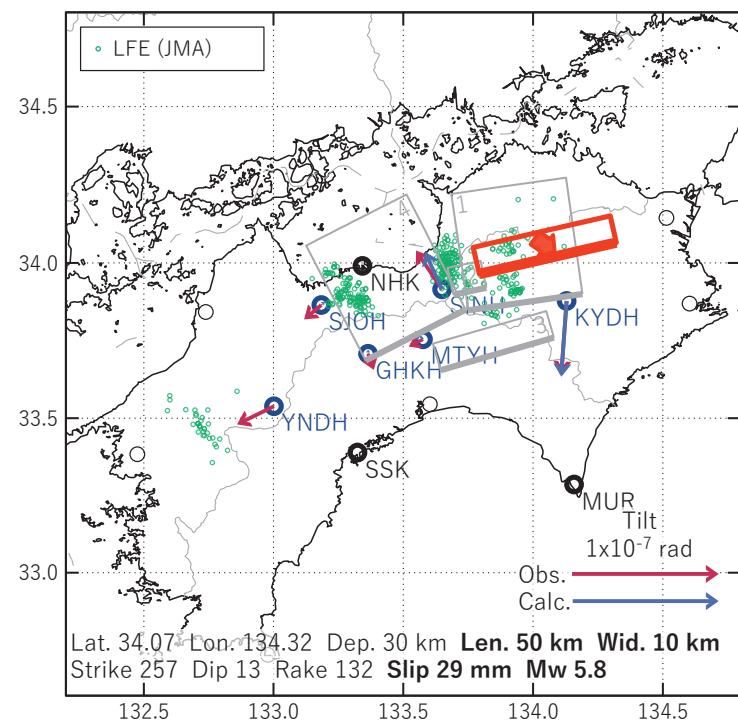 LFE (JMA)
34.5
34.0
33.5
33.0
1
4
3
NHK
SJOH
KYDH
MTYH
GHKH
YNDH
SSK
MUR
Tilt
1x10⁻⁷ rad
Obs.
Calc.
Lat. 34.07 Lon. 134.32 Dep. 30 km Len. 50 km Wid. 10 km
Strike 257 Dip 13 Rake 132 Slip 29 mm Mw 5.8
132.5 133.0 133.5 134.0 134.5